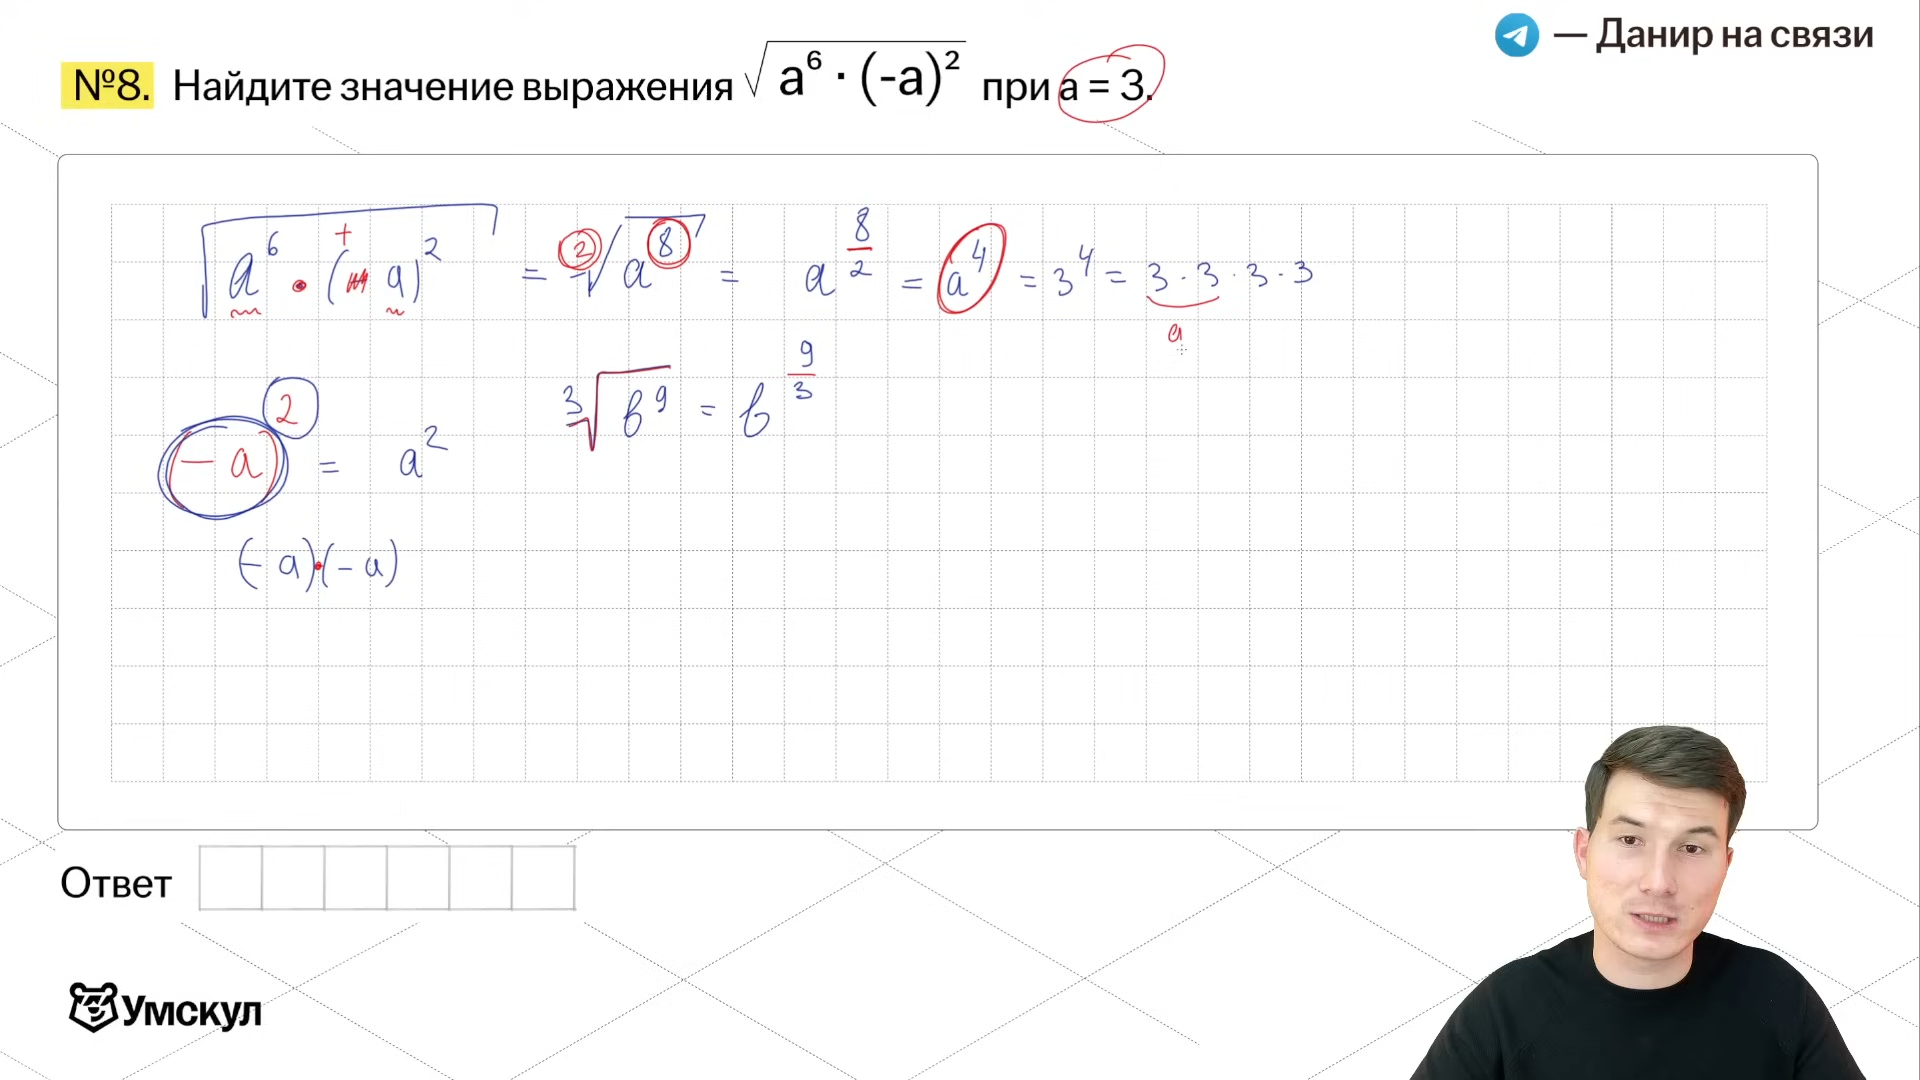 — Данир на связи
№8. Найдите значение выражения √(a⁶ · (-a)²) при a = 3.
√(a⁶ · (-a)²) = ²√(a⁸) = a^(8/2) = a⁴ = 3⁴ = 3 · 3 · 3 · 3
+
9
³√(b⁹) = b^(9/3)
(-a)² = a²
(-a)·(-a)
Ответ
Умскул